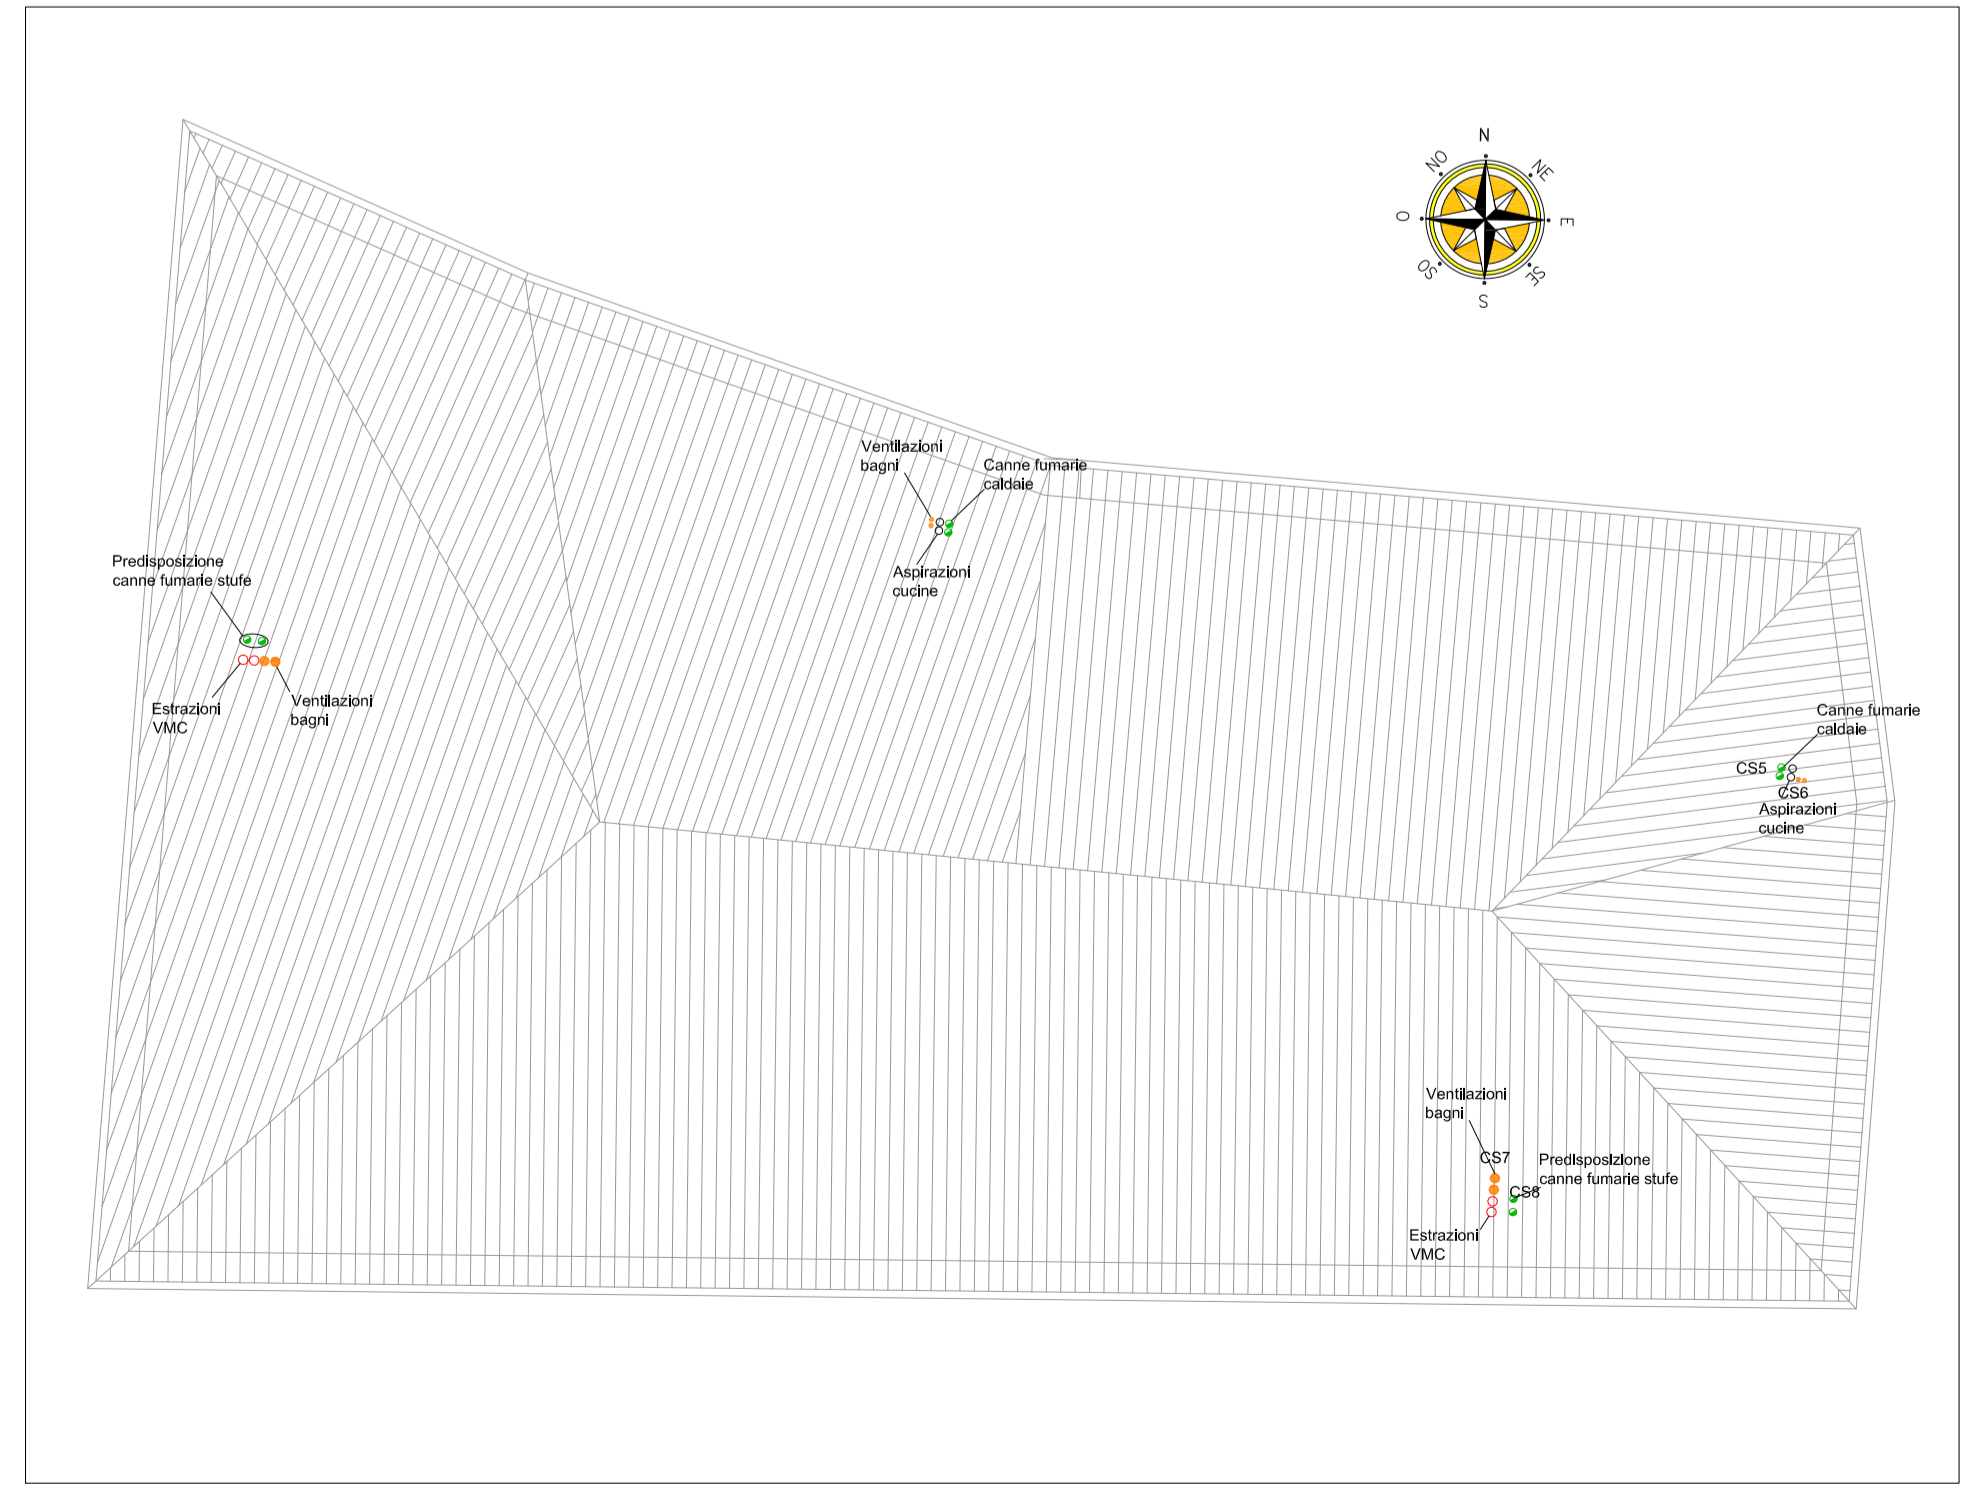 N
NO
NE
O
E
SO
SE
S
Ventilazioni
bagni
Canne fumarie
caldaie
Aspirazioni
cucine
Predisposizione
canne fumarie stufe
Estrazioni
VMC
Ventilazioni
bagni
Canne fumarie
caldaie
CS5
CS6
Aspirazioni
cucine
Ventilazioni
bagni
CS7
Predisposizione
canne fumarie stufe
CS8
Estrazioni
VMC